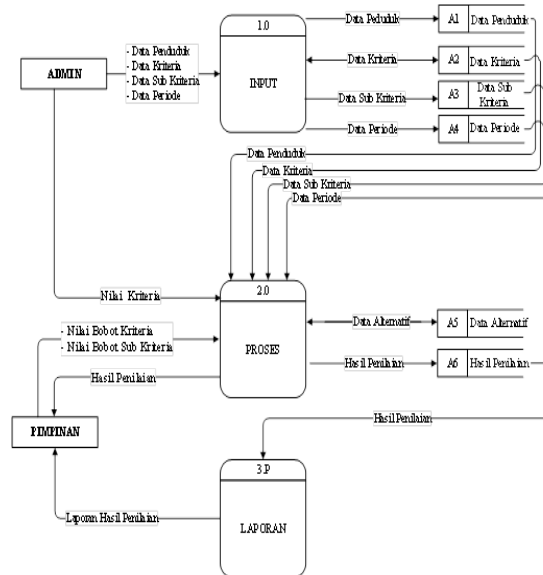 1.0
INPUT
ADMIN
- Data Penduduk
- Data Kriteria
- Data Sub Kriteria
- Data Periode
Data Peduduk
A1 Data Penduduk
Data Kriteria
A2 Data Kriteria
Data Sub Kriteria
A3 Data Sub
Kriteria
Data Periode
A4 Data Periode
Data Penduduk
Data Kriteria
Data Sub Kriteria
Data Periode
Nilai Kriteria
2.0
PROSES
- Nilai Bobot Kriteria
- Nilai Bobot Sub Kriteria
Hasil Penilaian
PIMPINAN
Data Alternatif
A5 Data Alternatif
Hasil Penilaian
A6 Hasil Penilaian
Hasil Penilaian
3.P
LAPORAN
Laporan Hasil Penilaian